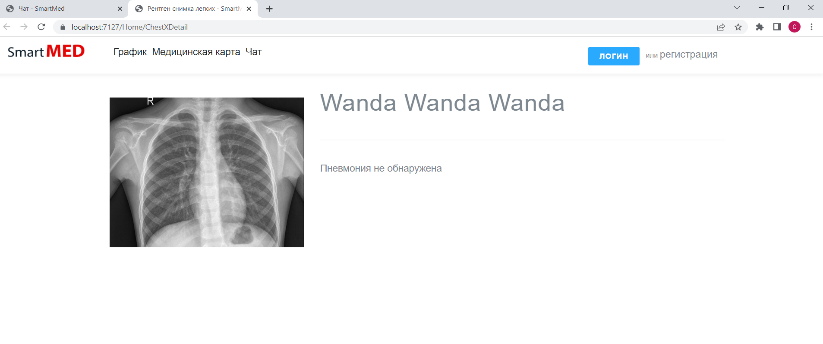 Чат - SmartMed
Рентген снимка легких - SmartM
localhost:7127/Home/ChestXDetail
C
SmartMED
График Медицинская карта Чат
ЛОГИН
или регистрация
R
Wanda Wanda Wanda
Пневмония не обнаружена